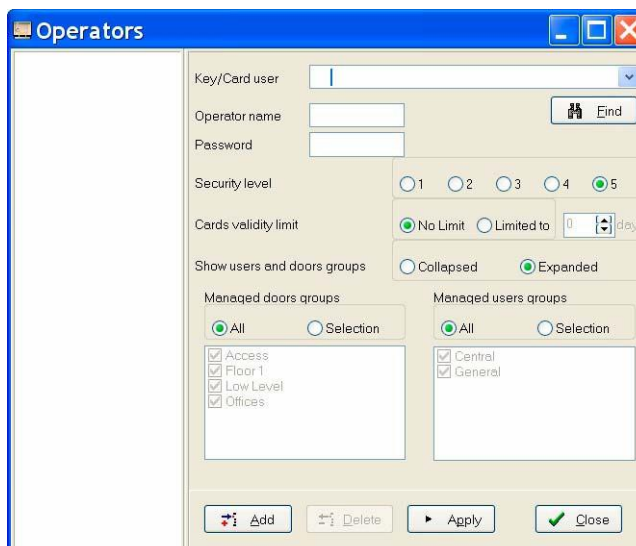 Operators
Key/Card user
Find
Operator name
Password
Security level 1 2 3 4 5
Cards validity limit No Limit Limited to 0 day
Show users and doors groups Collapsed Expanded
Managed doors groups Managed users groups
All Selection All Selection
Access Central
Floor 1 General
Low Level
Offices
Add Delete Apply Close